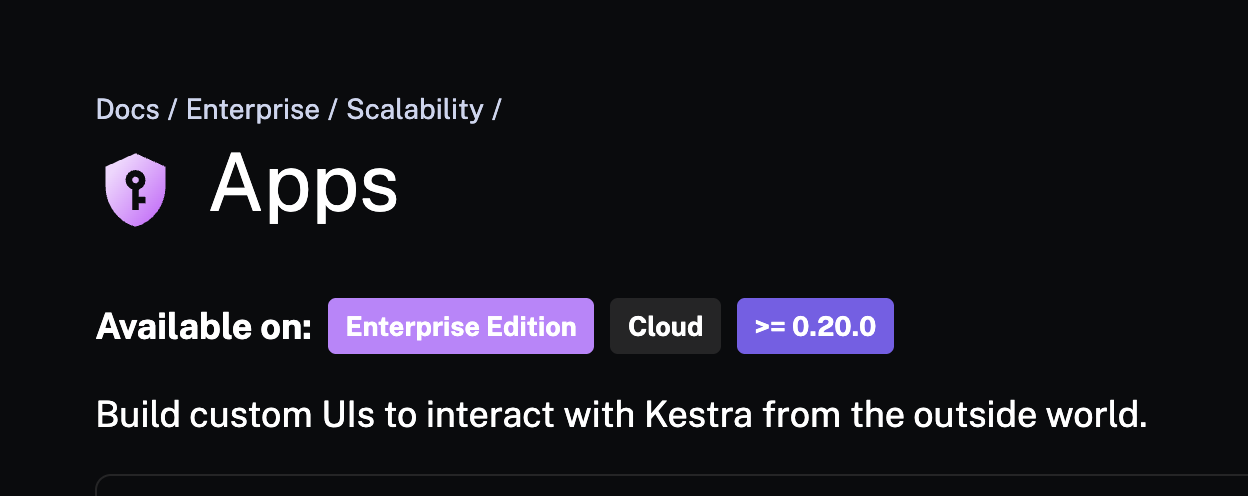 Docs / Enterprise / Scalability /
Apps
Available on: Enterprise Edition Cloud >= 0.20.0
Build custom UIs to interact with Kestra from the outside world.